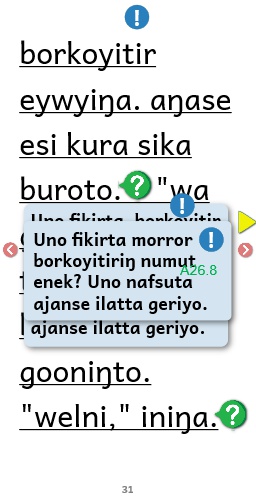 borkoyitir
eywyiŋa. aŋase
esi kura sika
buroto. "wa
Uno fikirta, borkoyitir
Uno fikirta morror
borkoyitiriŋ numut
A26.8
enek? Uno nafsuta
ajanse ilatta geriyo.
ajanse ilatta geriyo.
gooniŋto.
"welni," iniŋa.
31